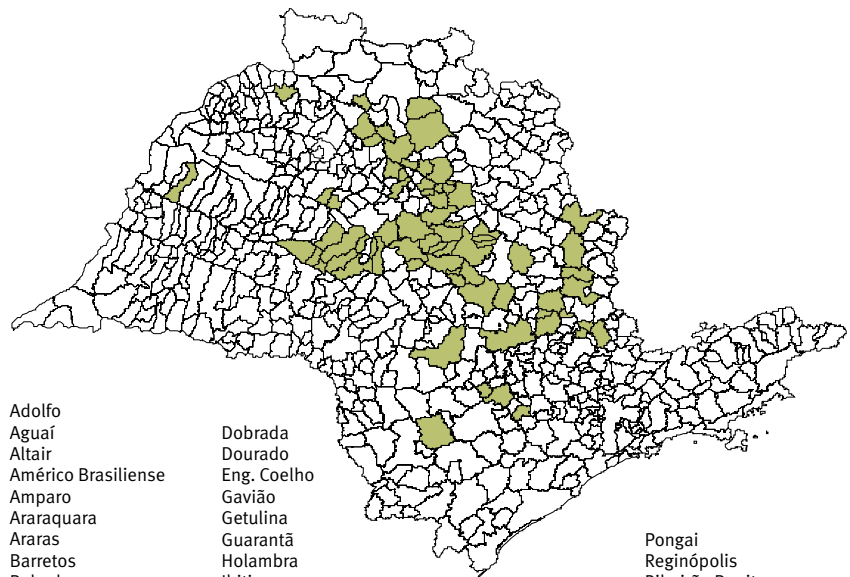 Adolfo
Aguaí
Altair
Américo Brasiliense
Amparo
Araraquara
Araras
Barretos
Dobrada
Dourado
Eng. Coelho
Gavião
Getulina
Guarantã
Holambra
Pongai
Reginópolis